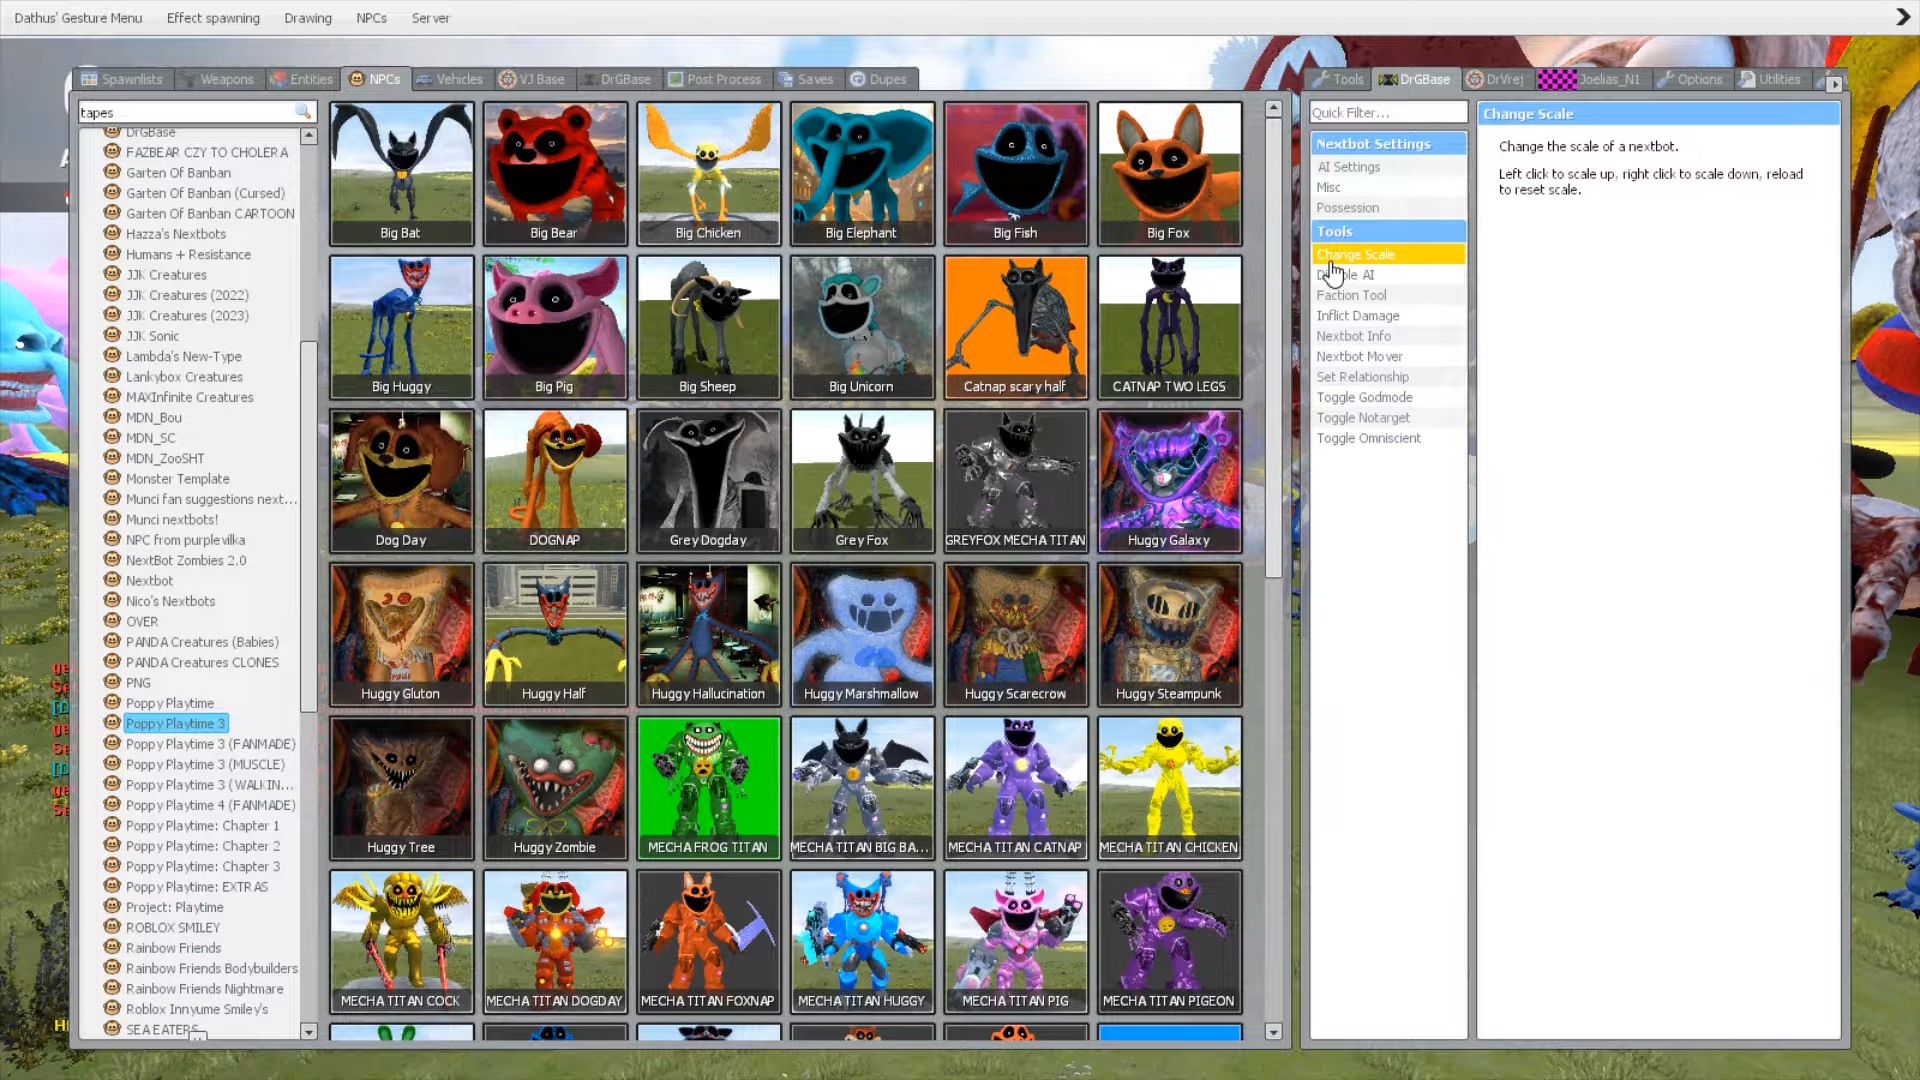 Dathus' Gesture Menu
Effect spawning
Drawing
NPCs
Server
Spawnlists
Weapons
Entities
NPCs
Vehicles
VJ Base
DrGBase
Post Process
Saves
Dupes
Tools
DrGBase
DrVrej
Joelias_N1
Options
Utilities
tapes
DrGBase
FAZBEAR CZY TO CHOLERA
Garten Of Banban
Garten Of Banban (Cursed)
Garten Of Banban CARTOON
Hazza's Nextbots
Humans + Resistance
JJK Creatures
JJK Creatures (2022)
JJK Creatures (2023)
JJK Sonic
Lambda's New-Type
Lankybox Creatures
MAXInfinite Creatures
MDN_Bou
MDN_SC
MDN_ZooSHT
Monster Template
Munci fan suggestions next...
Munci nextbots!
NPC from purplevilka
NextBot Zombies 2.0
Nextbot
Nico's Nextbots
OVER
PANDA Creatures (Babies)
PANDA Creatures CLONES
PNG
Poppy Playtime
Poppy Playtime 3
Poppy Playtime 3 (FANMADE)
Poppy Playtime 3 (MUSCLE)
Poppy Playtime 3 (WALKIN...
Poppy Playtime 4 (FANMADE)
Poppy Playtime: Chapter 1
Poppy Playtime: Chapter 2
Poppy Playtime: Chapter 3
Poppy Playtime: EXTRAS
Project: Playtime
ROBLOX SMILEY
Rainbow Friends
Rainbow Friends Bodybuilders
Rainbow Friends Nightmare
Roblox Innyume Smiley's
SEA EATERS
Big Bat
Big Bear
Big Chicken
Big Elephant
Big Fish
Big Fox
Big Huggy
Big Pig
Big Sheep
Big Unicorn
Catnap scary half
CATNAP TWO LEGS
Dog Day
DOGNAP
Grey Dogday
Grey Fox
GREYFOX MECHA TITAN
Huggy Galaxy
Huggy Gluton
Huggy Half
Huggy Hallucination
Huggy Marshmallow
Huggy Scarecrow
Huggy Steampunk
Huggy Tree
Huggy Zombie
MECHA FROG TITAN
MECHA TITAN BIG BA...
MECHA TITAN CATNAP
MECHA TITAN CHICKEN
MECHA TITAN COCK
MECHA TITAN DOGDAY
MECHA TITAN FOXNAP
MECHA TITAN HUGGY
MECHA TITAN PIG
MECHA TITAN PIGEON
Quick Filter...
Nextbot Settings
AI Settings
Misc
Possession
Tools
Change Scale
Faction Tool
Inflict Damage
Nextbot Info
Nextbot Mover
Set Relationship
Toggle Godmode
Toggle Notarget
Toggle Omniscient
Change Scale
Change the scale of a nextbot.
Left click to scale up, right click to scale down, reload
to reset scale.